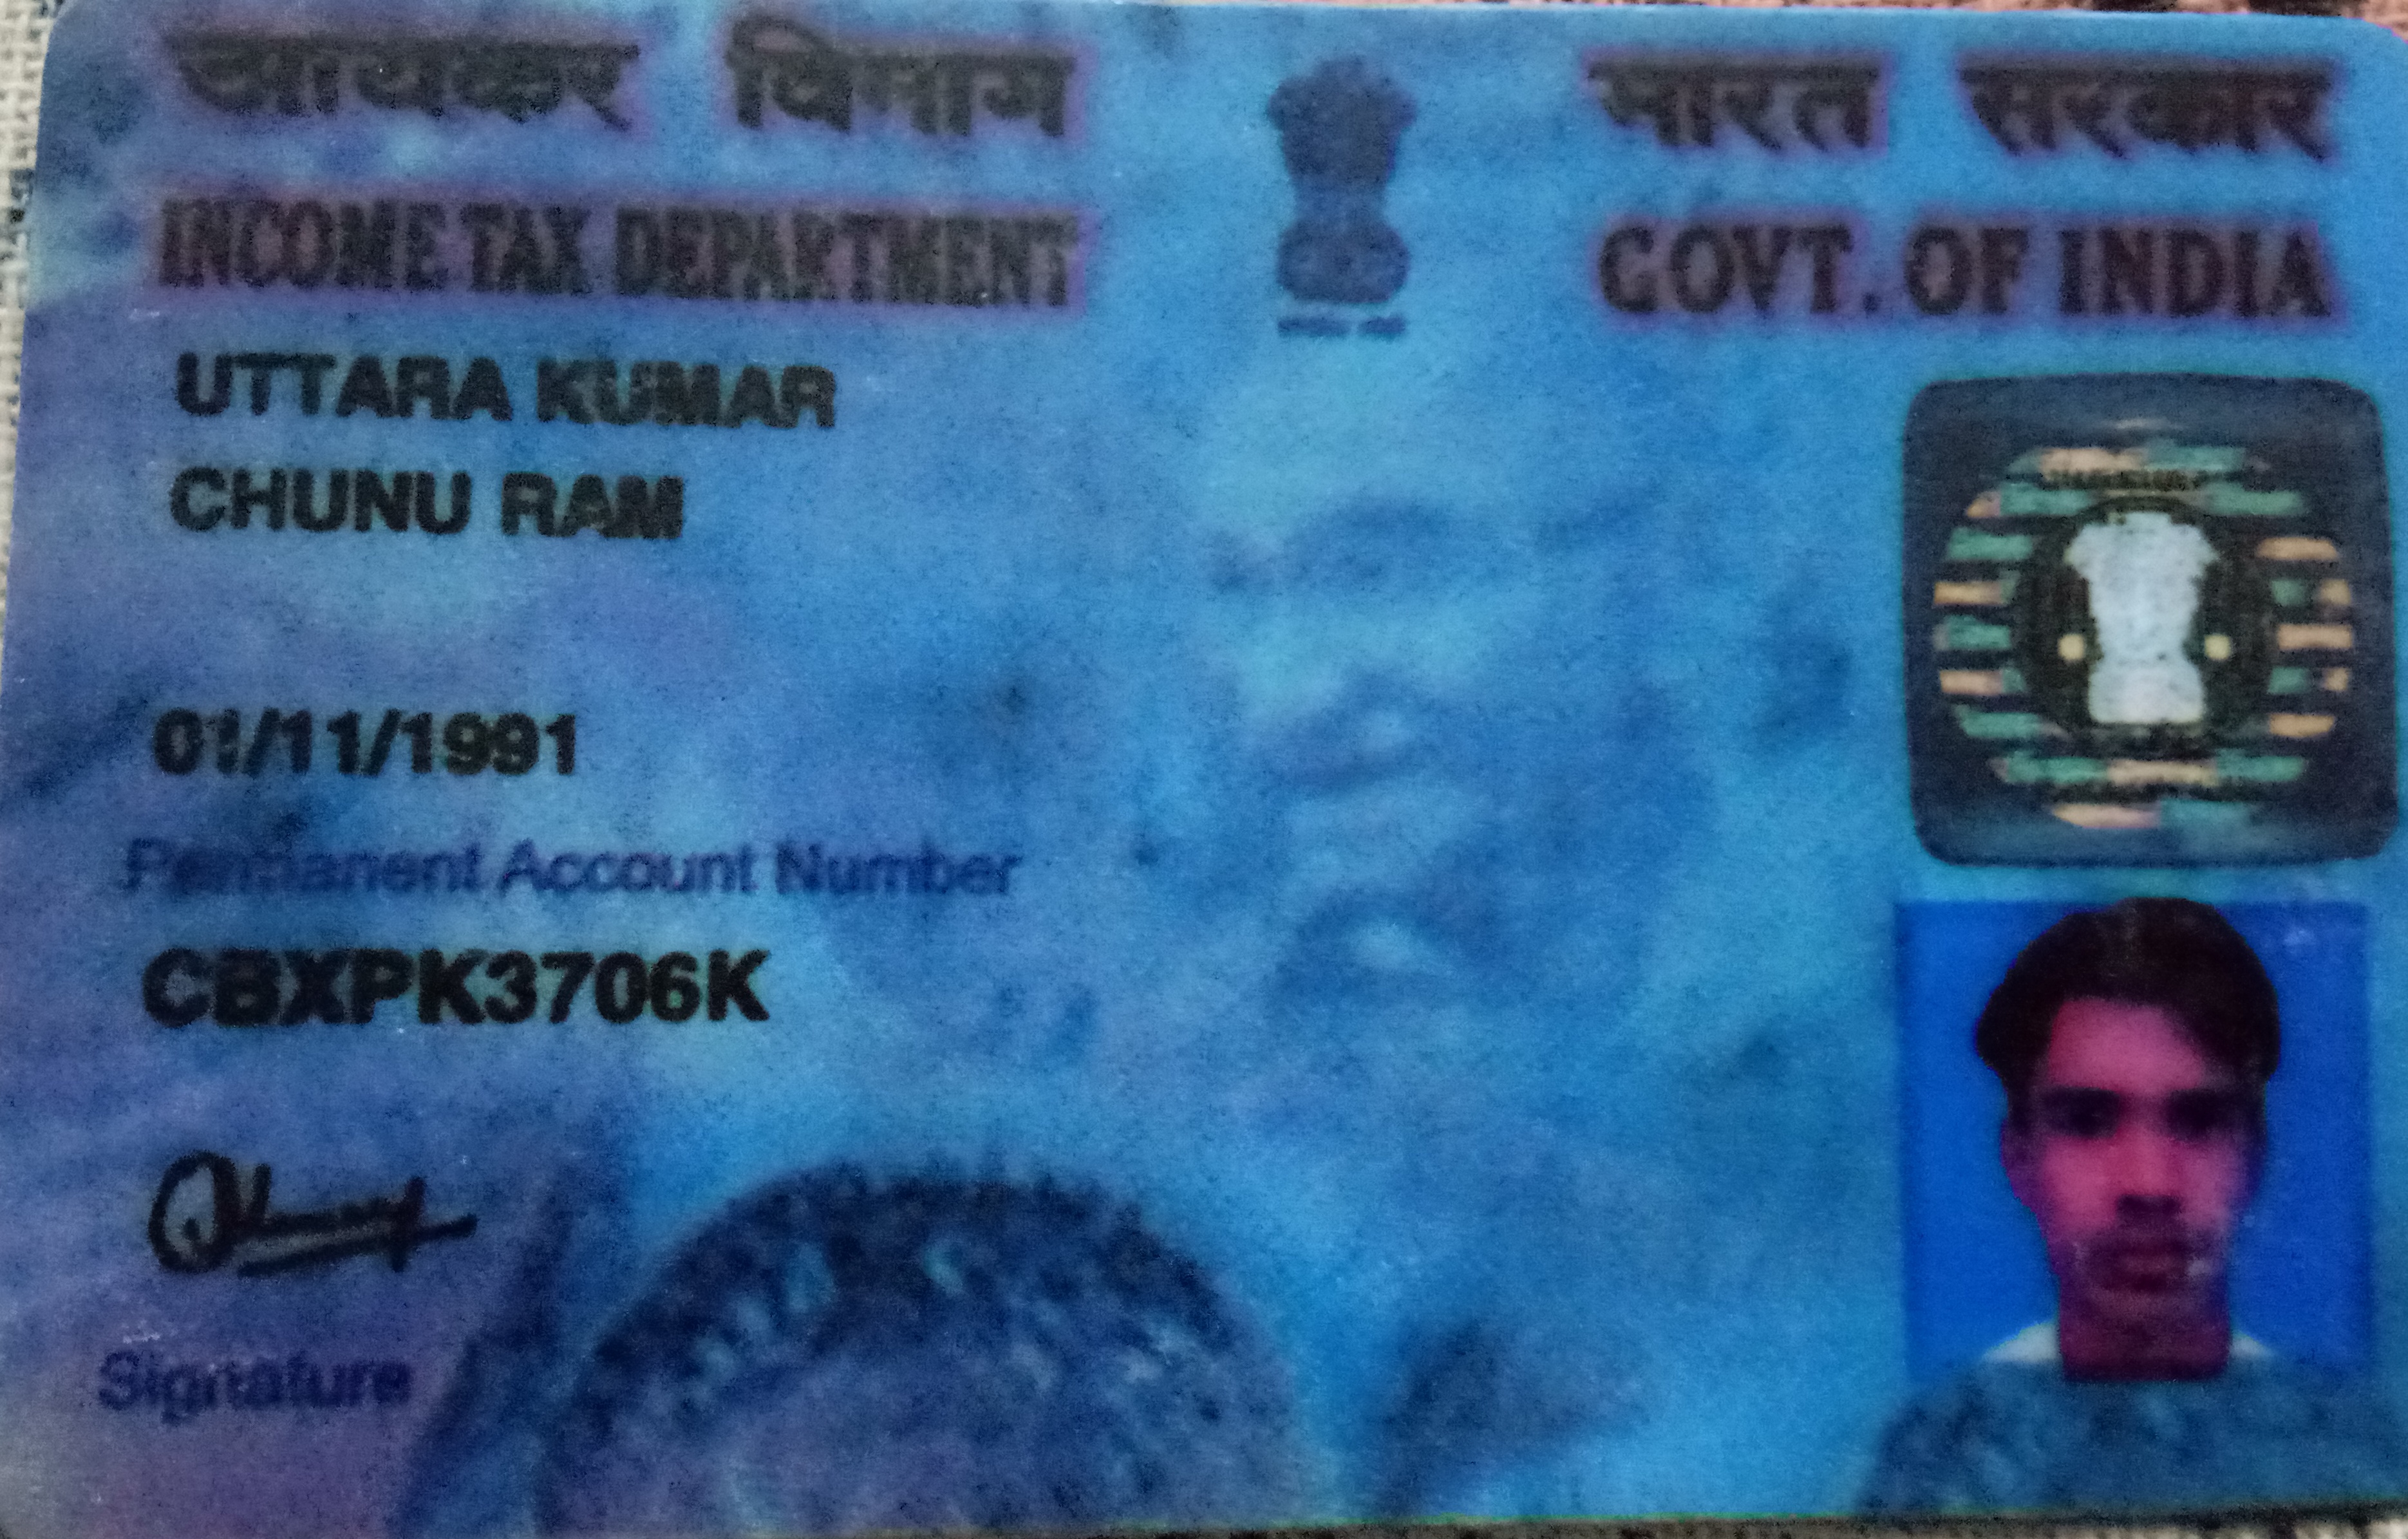 आयकर विभाग
INCOME TAX DEPARTMENT
भारत सरकार
GOVT. OF INDIA
UTTARA KUMAR
CHUNU RAM
01/11/1991
Permanent Account Number
CBXPK3706K
Signature